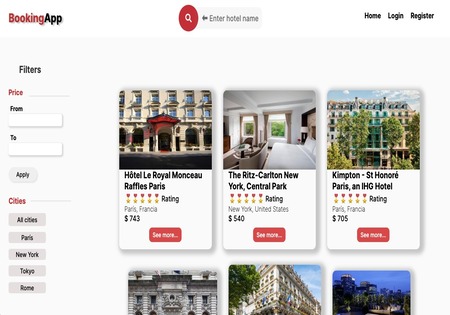 BookingApp
Enter hotel name
Home Login Register
Filters
Price
From
To
Apply
Cities
All cities
París
New York
Tokyo
Rome
Hôtel Le Royal Monceau
Raffles Paris
Rating
París, Francia
$ 743
See more...
The Ritz-Carlton New
York, Central Park
Rating
New York, United States
$ 540
See more...
Kimpton - St Honoré
Paris, an IHG Hotel
Rating
París, Francia
$ 705
See more...